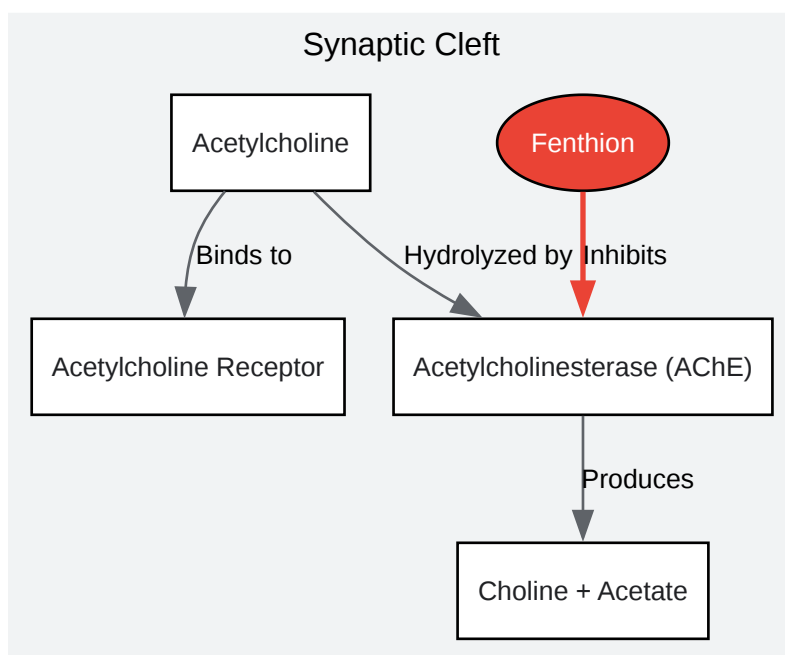 Synaptic Cleft
Acetylcholine
Fenthion
Binds to
Hydrolyzed by
Inhibits
Acetylcholine Receptor
Acetylcholinesterase (AChE)
Produces
Choline + Acetate